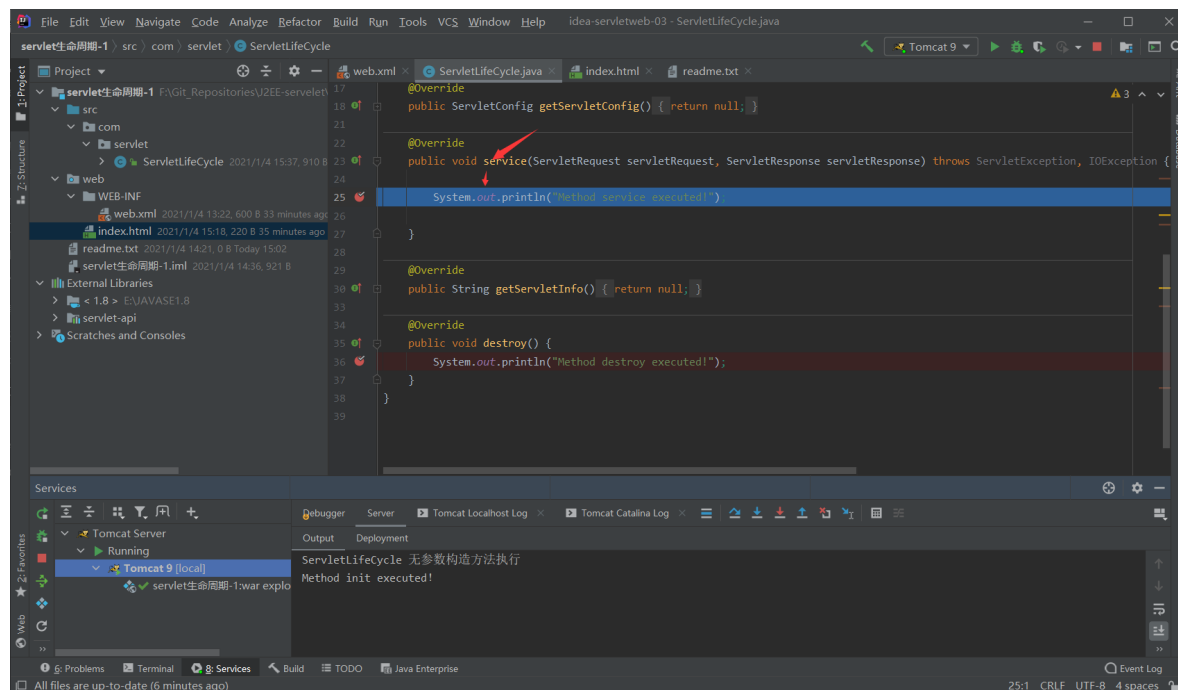 File Edit View Navigate Code Analyze Refactor Build Run Tools VCS Window Help idea-servletweb-03 - ServletLifeCycle.java
servlet生命周期-1 src com servlet ServletLifeCycle Tomcat 9
1: Project
Project
web.xml ServletLifeCycle.java index.html readme.txt
servlet生命周期-1 F:\Git_Repositories\J2EE-servelet\
src
com
servlet
ServletLifeCycle 2021/1/4 15:37, 910 B
web
WEB-INF
web.xml 2021/1/4 13:22, 600 B 33 minutes ago
index.html 2021/1/4 15:18, 220 B 35 minutes ago
readme.txt 2021/1/4 14:21, 0 B Today 15:02
servlet生命周期-1.iml 2021/1/4 14:36, 921 B
External Libraries
< 1.8 > E:\JAVASE1.8
servlet-api
Scratches and Consoles
Z: Structure
3
17 @Override
18 public ServletConfig getServletConfig() { return null; }
21
22 @Override
23 public void service(ServletRequest servletRequest, ServletResponse servletResponse) throws ServletException, IOException {
24
25 System.out.println("Method service executed!");
26
27 }
28
29 @Override
30 public String getServletInfo() { return null; }
33
34 @Override
35 public void destroy() {
36 System.out.println("Method destroy executed!");
37 }
38 }
39
Services
Tomcat Server
Running
Tomcat 9 [local]
servlet生命周期-1:war explo
Debugger Server Tomcat Localhost Log Tomcat Catalina Log
Output Deployment
ServletLifeCycle 无参数构造方法执行
Method init executed!
2: Favorites
Web
6: Problems Terminal 8: Services Build TODO Java Enterprise Event Log
All files are up-to-date (6 minutes ago) 25:1 CRLF UTF-8 4 spaces